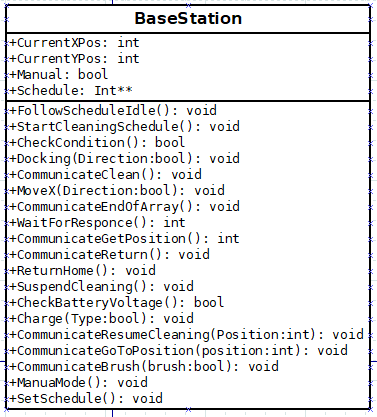 BaseStation
+CurrentXPos: int
+CurrentYPos: int
+Manual: bool
+Schedule: Int**
+FollowScheduleIdle(): void
+StartCleaningSchedule(): void
+CheckCondition(): bool
+Docking(Direction:bool): void
+CommunicateClean(): void
+MoveX(Direction:bool): void
+CommunicateEndOfArray(): void
+WaitForResponce(): int
+CommunicateGetPosition(): int
+CommunicateReturn(): void
+ReturnHome(): void
+SuspendCleaning(): void
+CheckBatteryVoltage(): bool
+Charge(Type:bool): void
+CommunicateResumeCleaning(Position:int): void
+CommunicateGoToPosition(position:int): void
+CommunicateBrush(brush:bool): void
+ManuaMode(): void
+SetSchedule(): void